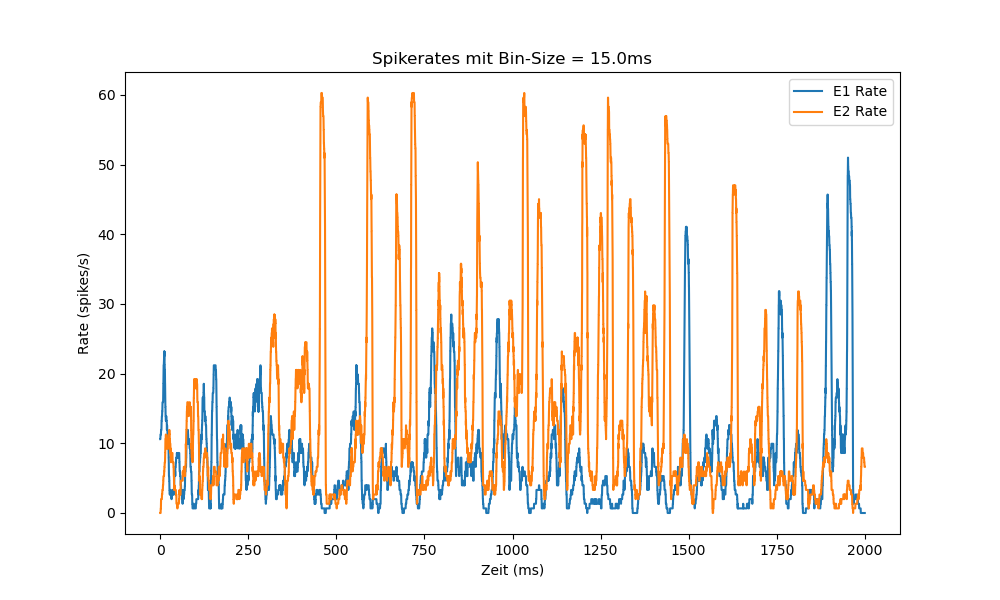 Spikerates mit Bin-Size = 15.0ms
E1 Rate
E2 Rate
60
50
40
30
20
10
0
Rate (spikes/s)
0 250 500 750 1000 1250 1500 1750 2000
Zeit (ms)